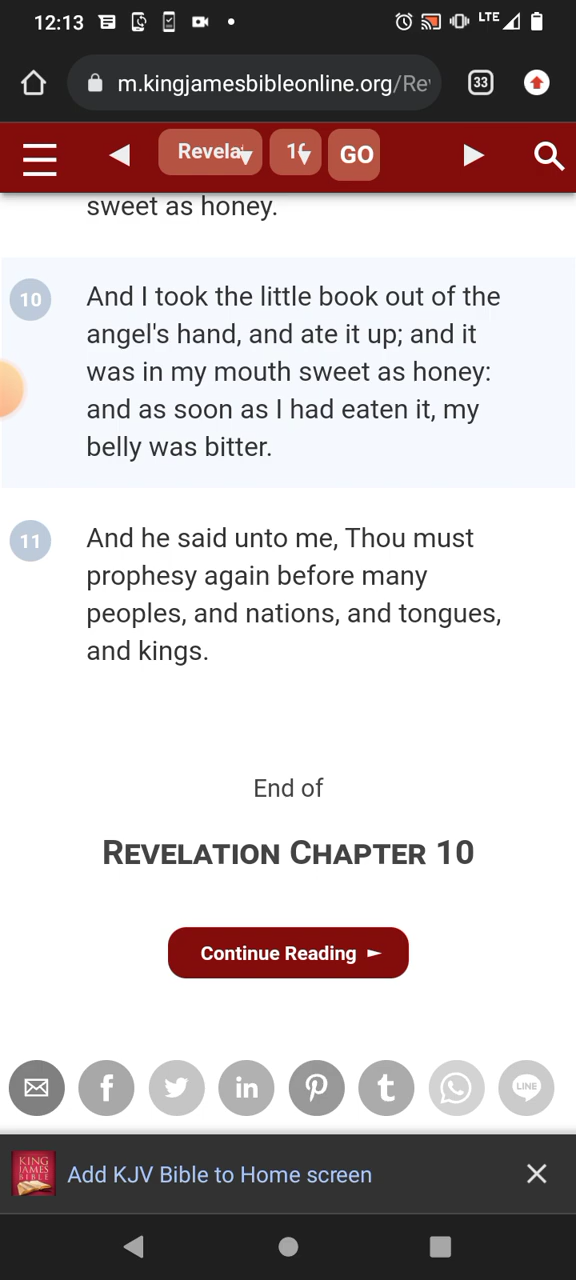 12:13
LTE
m.kingjamesbibleonline.org/Re
33
Revela
GO
sweet as honey.
10
And I took the little book out of the
angel's hand, and ate it up; and it
was in my mouth sweet as honey:
and as soon as I had eaten it, my
belly was bitter.
11
And he said unto me, Thou must
prophesy again before many
peoples, and nations, and tongues,
and kings.
End of
REVELATION CHAPTER 10
Continue Reading
f
in
t
LINE
KING
JAMES
BIBLE
Add KJV Bible to Home screen